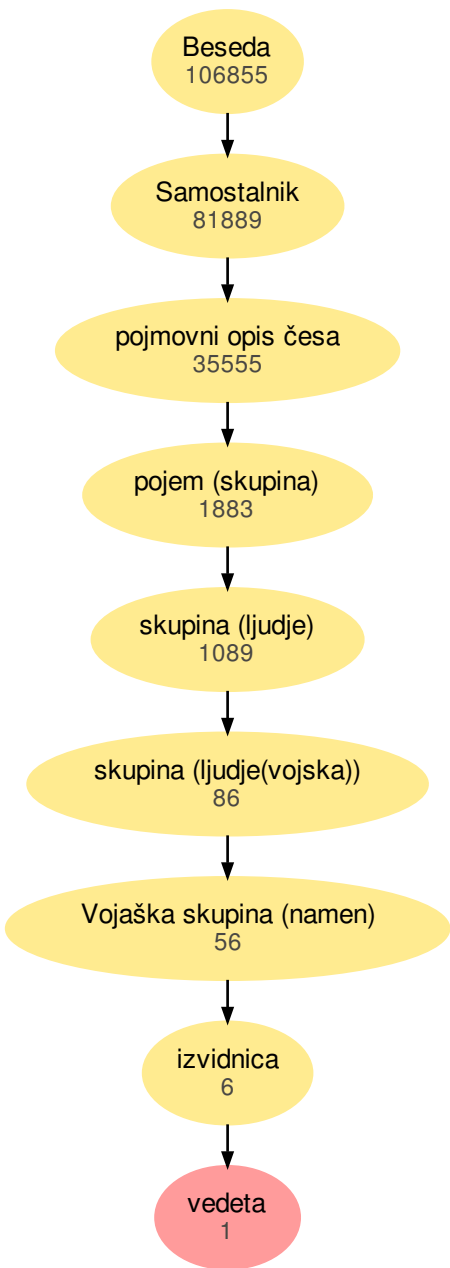 Beseda
106855
Samostalnik
81889
pojmovni opis česa
35555
pojem (skupina)
1883
skupina (ljudje)
1089
skupina (ljudje(vojska))
86
Vojaška skupina (namen)
56
izvidnica
6
vedeta
1